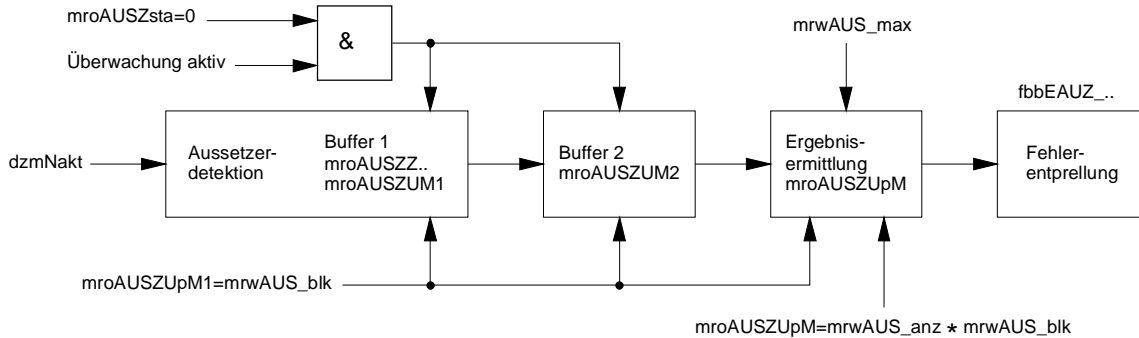 mroAUSZsta=0
&
Überwachung aktiv
mrwAUS_max
fbbEAUZ_..
dzmNakt
Aussetzer-
detektion
Buffer 1
mroAUSZZ..
mroAUSZUM1
Buffer 2
mroAUSZUM2
Ergebnis-
ermittlung
mroAUSZUpM
Fehler-
entprellung
mroAUSZUpM1=mrwAUS_blk
mroAUSZUpM=mrwAUS_anz * mrwAUS_blk